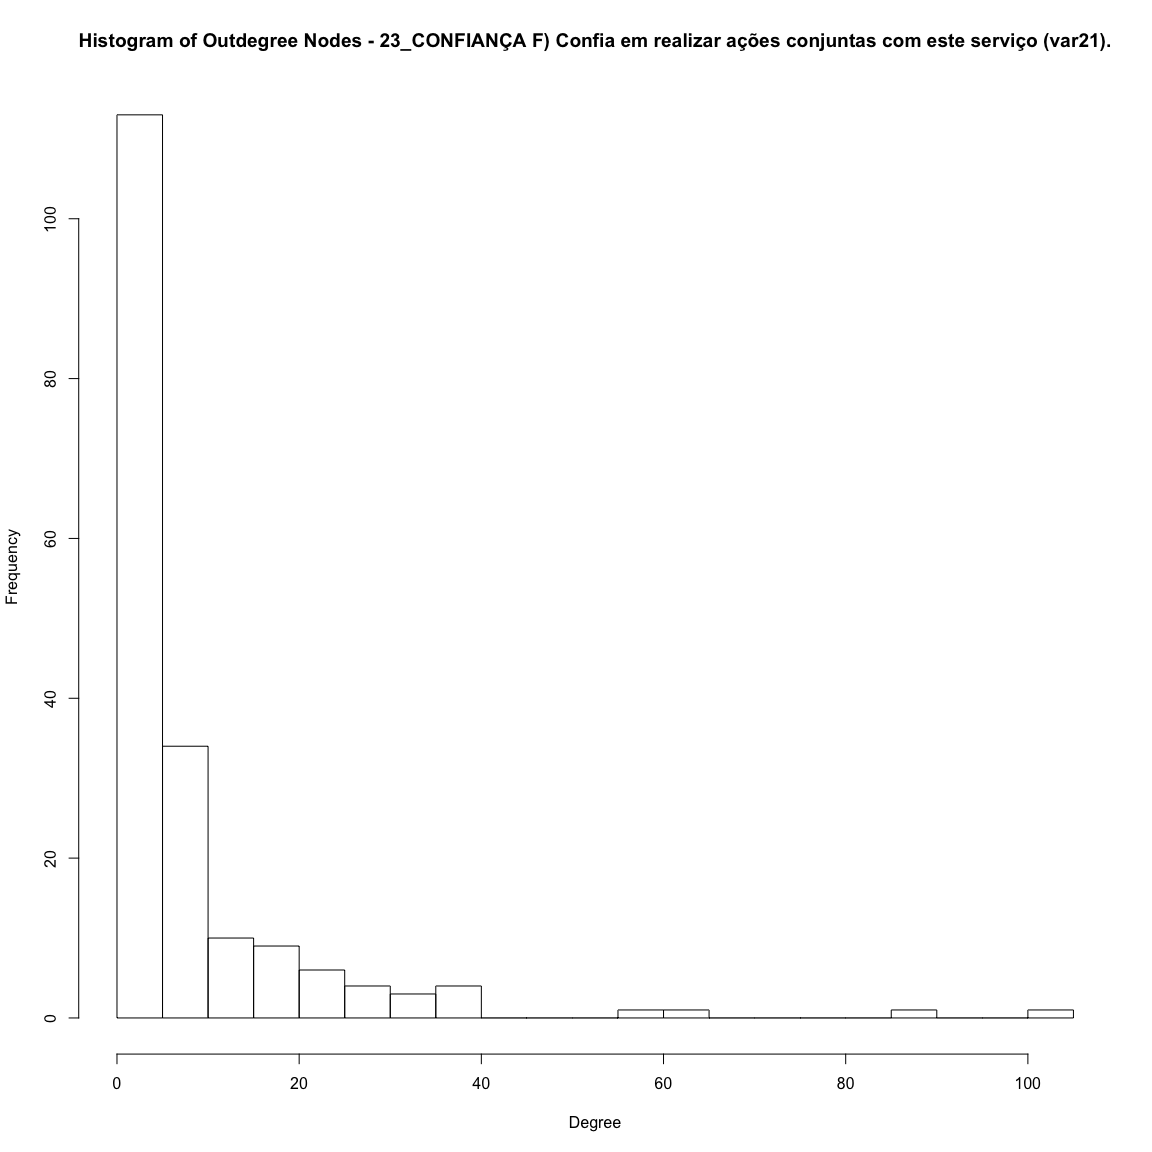 Histogram of Outdegree Nodes - 23_CONFIANÇA F) Confia em realizar ações conjuntas com este serviço (var21).
Frequency
100
80
60
40
20
0
0 20 40 60 80 100
Degree